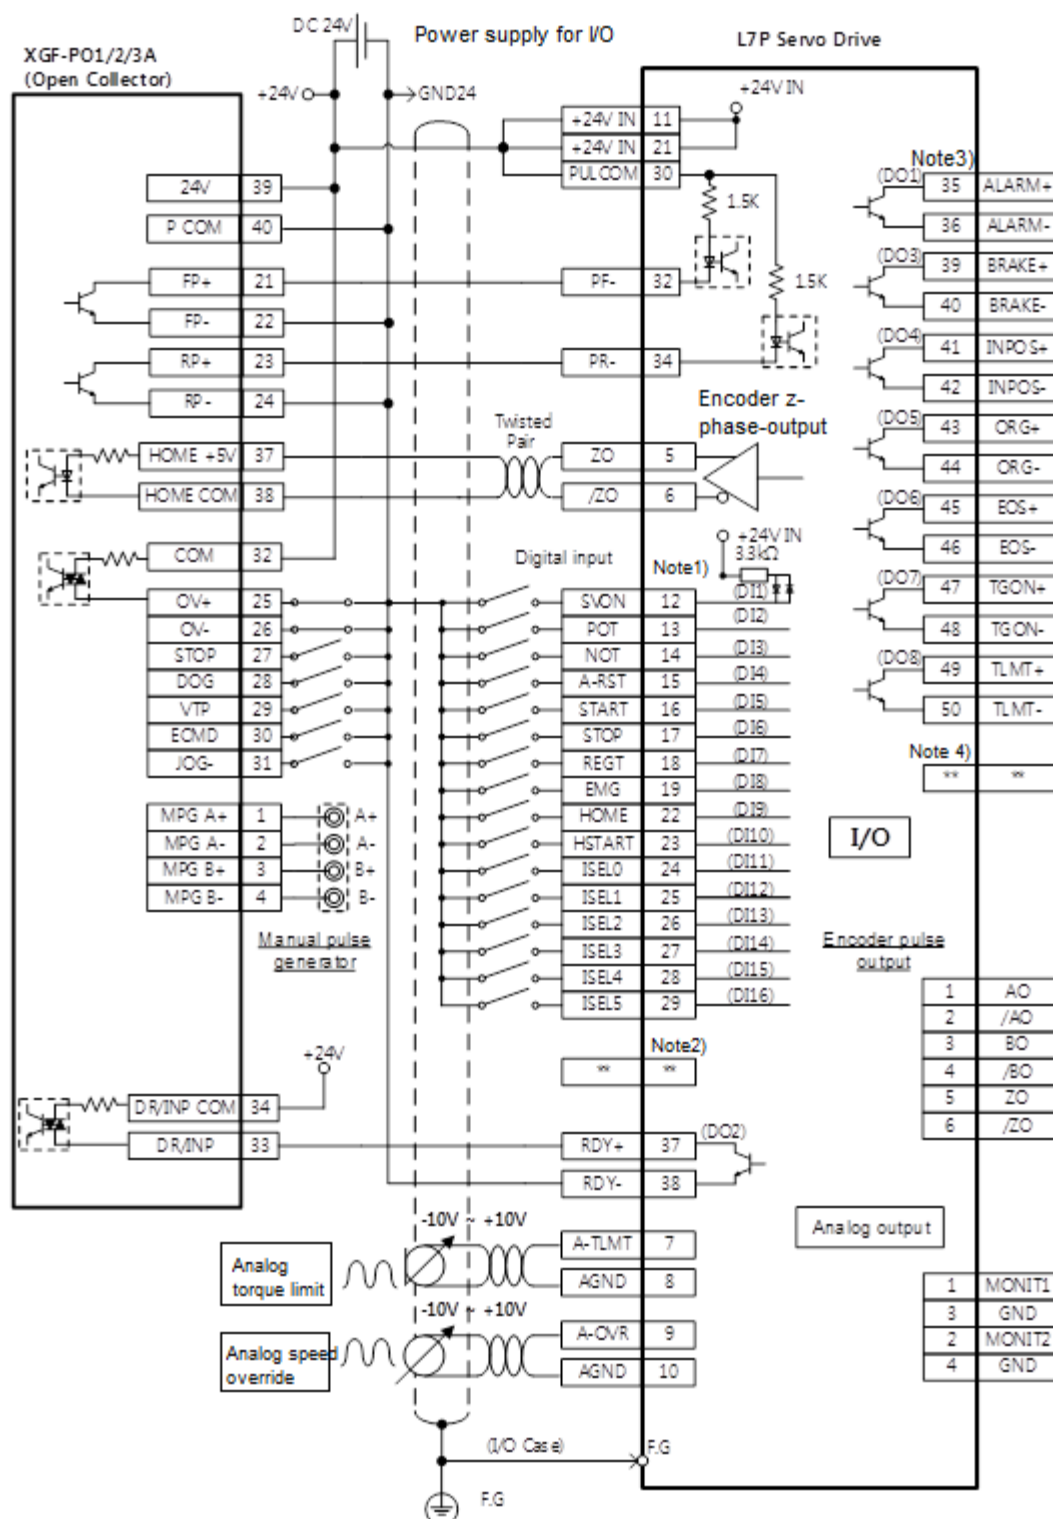 DC 24V
Power supply for I/O
L7P Servo Drive
XGF-PO1/2/3A
(Open Collector)
+24V
GND24
+24V IN
+24V IN 11
+24V IN 21
PULCOM 30
Note3)
24V 39
P COM 40
1.5K
1.5K
(DO1)
35 ALARM+
36 ALARM-
FP+ 21
FP- 22
PF- 32
(DO3)
39 BRAKE+
40 BRAKE-
RP+ 23
RP- 24
PR- 34
(DO4)
41 INPOS+
42 INPOS-
Encoder z-
phase-output
Twisted
Pair
HOME +5V 37
HOME COM 38
ZO 5
/ZO 6
(DO5)
43 ORG+
44 ORG-
(DO6)
45 EOS+
46 EOS-
COM 32
Digital input
Note1)
+24V IN
3.3kΩ
OV+ 25
OV- 26
STOP 27
DOG 28
VTP 29
ECMD 30
JOG- 31
SVON 12 (DI1)
POT 13 (DI2)
NOT 14 (DI3)
A-RST 15 (DI4)
START 16 (DI5)
STOP 17 (DI6)
REGT 18 (DI7)
EMG 19 (DI8)
HOME 22 (DI9)
HSTART 23 (DI10)
ISEL0 24 (DI11)
ISEL1 25 (DI12)
ISEL2 26 (DI13)
ISEL3 27 (DI14)
ISEL4 28 (DI15)
ISEL5 29 (DI16)
(DO7)
47 TGON+
48 TGON-
(DO8)
49 TLMT+
50 TLMT-
Note 4)
** **
MPG A+ 1 A+
MPG A- 2 A-
MPG B+ 3 B+
MPG B- 4 B-
Manual pulse
generator
I/O
Encoder pulse
output
1 AO
2 /AO
3 BO
4 /BO
5 ZO
6 /ZO
Note2)
** **
+24V
DR/INP COM 34
DR/INP 33
RDY+ 37
RDY- 38
(DO2)
Analog output
1 MONIT1
3 GND
2 MONIT2
4 GND
-10V ~ +10V
Analog
torque limit
A-TLMT 7
AGND 8
-10V ~ +10V
Analog speed
override
A-OVR 9
AGND 10
(I/O Case)
F.G
F.G